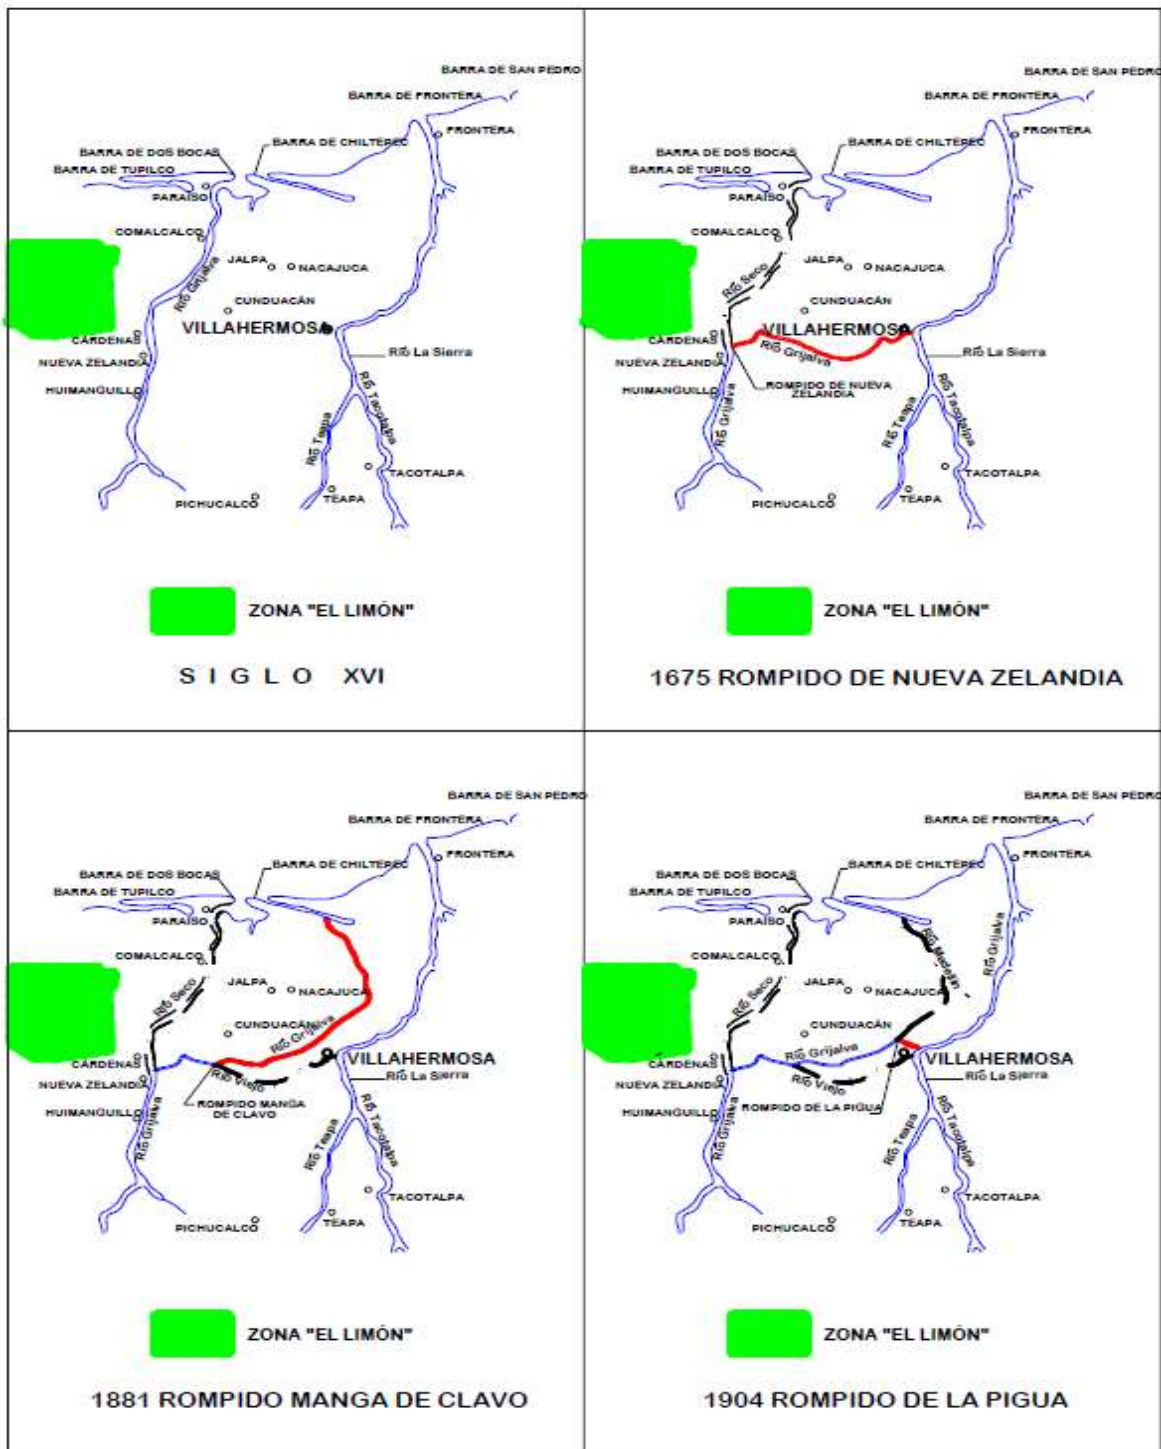 BARRA DE SAN PEDRO
BARRA DE FRONTERA
FRONTERA
BARRA DE DOS BOCAS
BARRA DE CHILTEPEC
BARRA DE TUPILCO
PARAÍSO
COMALCALCO
JALPA
NACAJUCA
Río Grijalva
CUNDUACÁN
VILLAHERMOSA
CÁRDENAS
Río La Sierra
NUEVA ZELANDIA
HUIMANGUILLO
Río Teapa
Río Tacotalpa
TACOTALPA
PICHUCALCO
TEAPA
ZONA "EL LIMÓN"
SIGLO XVI
BARRA DE SAN PEDRO
BARRA DE FRONTERA
FRONTERA
BARRA DE DOS BOCAS
BARRA DE CHILTEPEC
BARRA DE TUPILCO
PARAÍSO
COMALCALCO
JALPA
NACAJUCA
Río Seco
CUNDUACÁN
VILLAHERMOSA
CÁRDENAS
Río Grijalva
Río La Sierra
NUEVA ZELANDIA
HUIMANGUILLO
ROMPIDO DE NUEVA
ZELANDIA
Río Grijalva
Río Teapa
Río Tacotalpa
TACOTALPA
PICHUCALCO
TEAPA
ZONA "EL LIMÓN"
1675 ROMPIDO DE NUEVA ZELANDIA
BARRA DE SAN PEDRO
BARRA DE FRONTERA
FRONTERA
BARRA DE DOS BOCAS
BARRA DE CHILTEPEC
BARRA DE TUPILCO
PARAÍSO
COMALCALCO
JALPA
NACAJUCA
Río Seco
CUNDUACÁN
Río Grijalva
VILLAHERMOSA
CÁRDENAS
Río La Sierra
NUEVA ZELANDIA
Río Viejo
HUIMANGUILLO
ROMPIDO MANGA
DE CLAVO
Río Grijalva
Río Teapa
Río Tacotalpa
TACOTALPA
PICHUCALCO
TEAPA
ZONA "EL LIMÓN"
1881 ROMPIDO MANGA DE CLAVO
BARRA DE SAN PEDRO
BARRA DE FRONTERA
FRONTERA
BARRA DE DOS BOCAS
BARRA DE CHILTEPEC
BARRA DE TUPILCO
PARAÍSO
COMALCALCO
Río Medellín
Río Grijalva
JALPA
NACAJUCA
Río Seco
CUNDUACÁN
Río Grijalva
VILLAHERMOSA
CÁRDENAS
Río La Sierra
NUEVA ZELANDIA
Río Viejo
HUIMANGUILLO
ROMPIDO DE LA PIGUA
Río Grijalva
Río Teapa
Río Tacotalpa
TACOTALPA
PICHUCALCO
TEAPA
ZONA "EL LIMÓN"
1904 ROMPIDO DE LA PIGUA